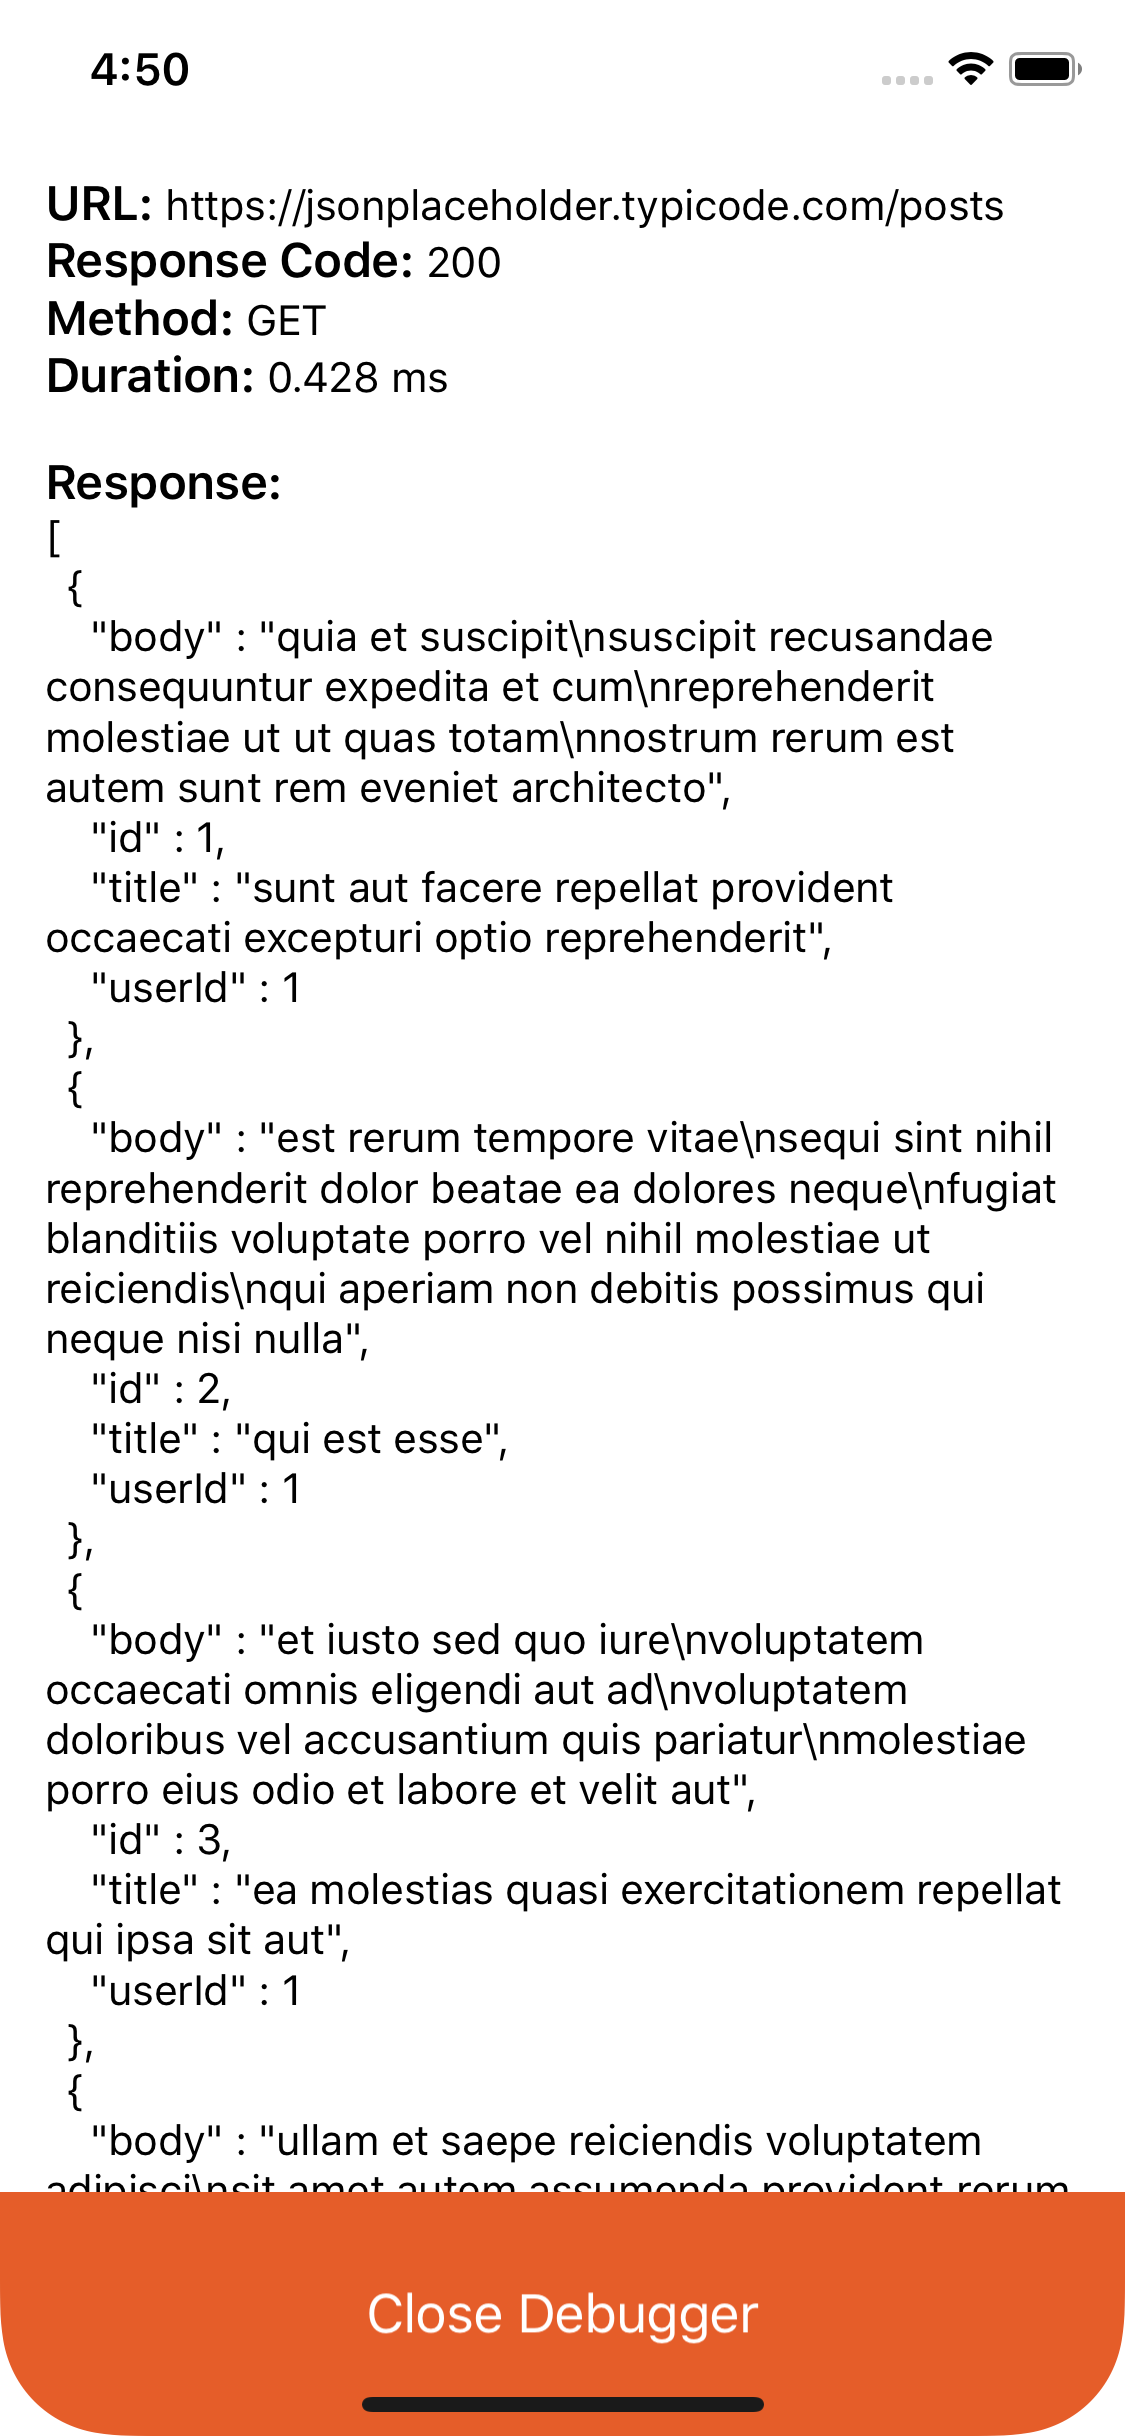 4:50
URL: https://jsonplaceholder.typicode.com/posts
Response Code: 200
Method: GET
Duration: 0.428 ms
Response:
[
  {
    "body" : "quia et suscipit\nsuscipit recusandae
consequuntur expedita et cum\nreprehenderit
molestiae ut ut quas totam\nnostrum rerum est
autem sunt rem eveniet architecto",
    "id" : 1,
    "title" : "sunt aut facere repellat provident
occaecati excepturi optio reprehenderit",
    "userId" : 1
  },
  {
    "body" : "est rerum tempore vitae\nsequi sint nihil
reprehenderit dolor beatae ea dolores neque\nfugiat
blanditiis voluptate porro vel nihil molestiae ut
reiciendis\nqui aperiam non debitis possimus qui
neque nisi nulla",
    "id" : 2,
    "title" : "qui est esse",
    "userId" : 1
  },
  {
    "body" : "et iusto sed quo iure\nvoluptatem
occaecati omnis eligendi aut ad\nvoluptatem
doloribus vel accusantium quis pariatur\nmolestiae
porro eius odio et labore et velit aut",
    "id" : 3,
    "title" : "ea molestias quasi exercitationem repellat
qui ipsa sit aut",
    "userId" : 1
  },
  {
    "body" : "ullam et saepe reiciendis voluptatem
adipisci\nsit amet autem assumenda provident rerum
Close Debugger